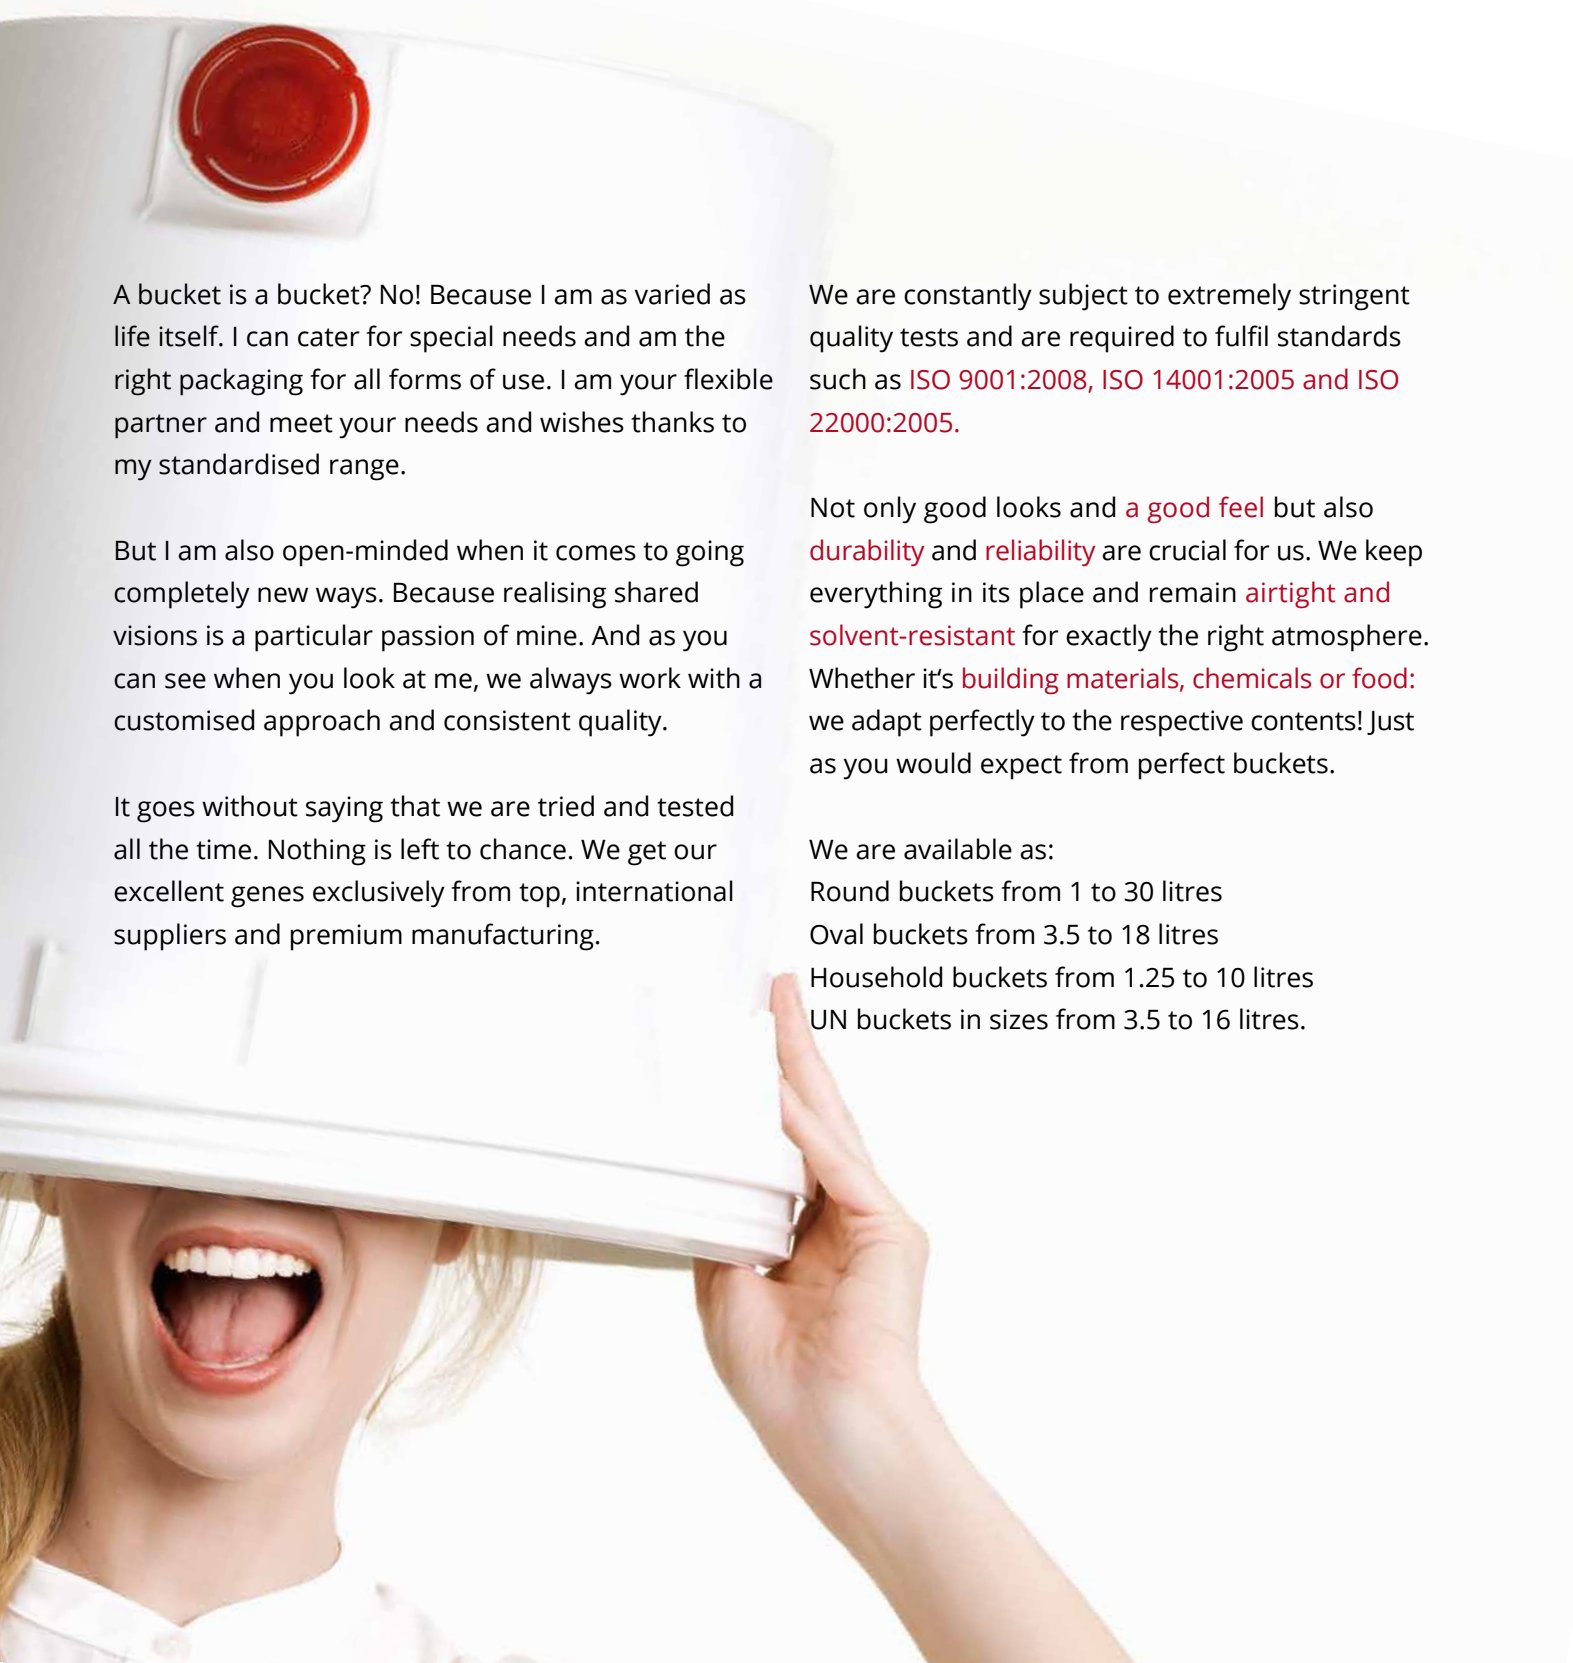 A bucket is a bucket? No! Because I am as varied as
life itself. I can cater for special needs and am the
right packaging for all forms of use. I am your flexible
partner and meet your needs and wishes thanks to
my standardised range.
But I am also open-minded when it comes to going
completely new ways. Because realising shared
visions is a particular passion of mine. And as you
can see when you look at me, we always work with a
customised approach and consistent quality.
It goes without saying that we are tried and tested
all the time. Nothing is left to chance. We get our
excellent genes exclusively from top, international
suppliers and premium manufacturing.
We are constantly subject to extremely stringent
quality tests and are required to fulfil standards
such as ISO 9001:2008, ISO 14001:2005 and ISO
22000:2005.
Not only good looks and a good feel but also
durability and reliability are crucial for us. We keep
everything in its place and remain airtight and
solvent-resistant for exactly the right atmosphere.
Whether it‘s building materials, chemicals or food:
we adapt perfectly to the respective contents! Just
as you would expect from perfect buckets.
We are available as:
Round buckets from 1 to 30 litres
Oval buckets from 3.5 to 18 litres
Household buckets from 1.25 to 10 litres
UN buckets in sizes from 3.5 to 16 litres.